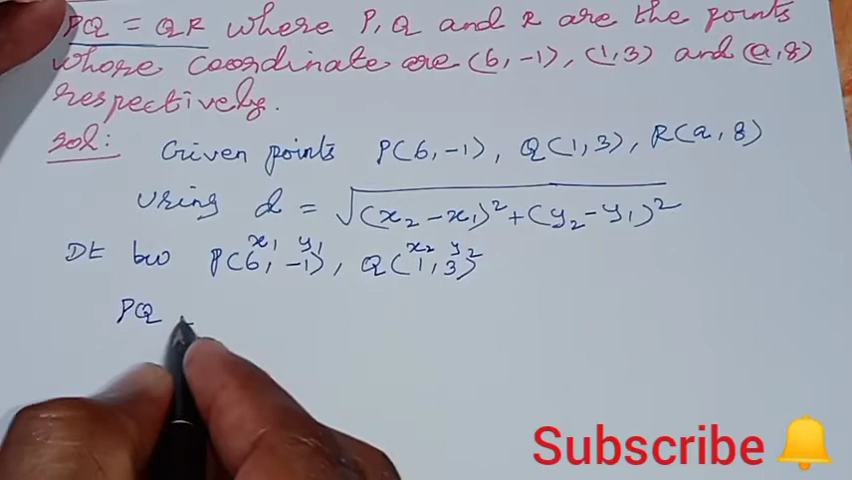 PQ = QR where P, Q and R are the points
whose coordinate are (6, -1), (1, 3) and (a, 8)
respectively.
Sol: Given points P(6, -1), Q(1, 3), R(a, 8)
using d = √(x₂ - x₁)² + (y₂ - y₁)²
x₁ y₁ x₂ y₂
Dt bw P(6, -1), Q(1, 3)
PQ
Subscribe